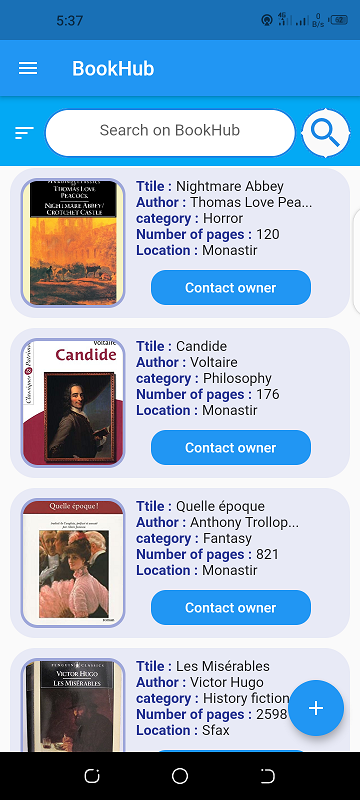 5:37
4G
0
B/s
BookHub
Search on BookHub
THOMAS LOVE
PEACOCK
NIGHTMARE ABBEY/
CROTCHET CASTLE
Ttile : Nightmare Abbey
Author : Thomas Love Pea...
category : Horror
Number of pages : 120
Location : Monastir
Contact owner
Voltaire
Candide
Ttile : Candide
Author : Voltaire
category : Philosophy
Number of pages : 176
Location : Monastir
Contact owner
Quelle époque!
Ttile : Quelle époque
Author : Anthony Trollop...
category : Fantasy
Number of pages : 821
Location : Monastir
Contact owner
PENGUIN CLASSICS
VICTOR HUGO
LES MISÉRABLES
Ttile : Les Misérables
Author : Victor Hugo
category : History fiction
Number of pages : 2598
Location : Sfax